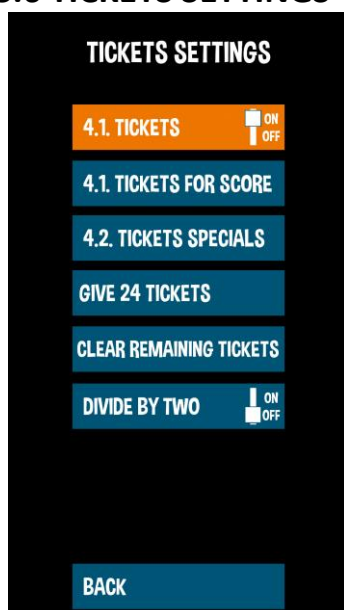 TICKETS SETTINGS
4.1. TICKETS
ON
OFF
4.1. TICKETS FOR SCORE
4.2. TICKETS SPECIALS
GIVE 24 TICKETS
CLEAR REMAINING TICKETS
DIVIDE BY TWO
ON
OFF
BACK